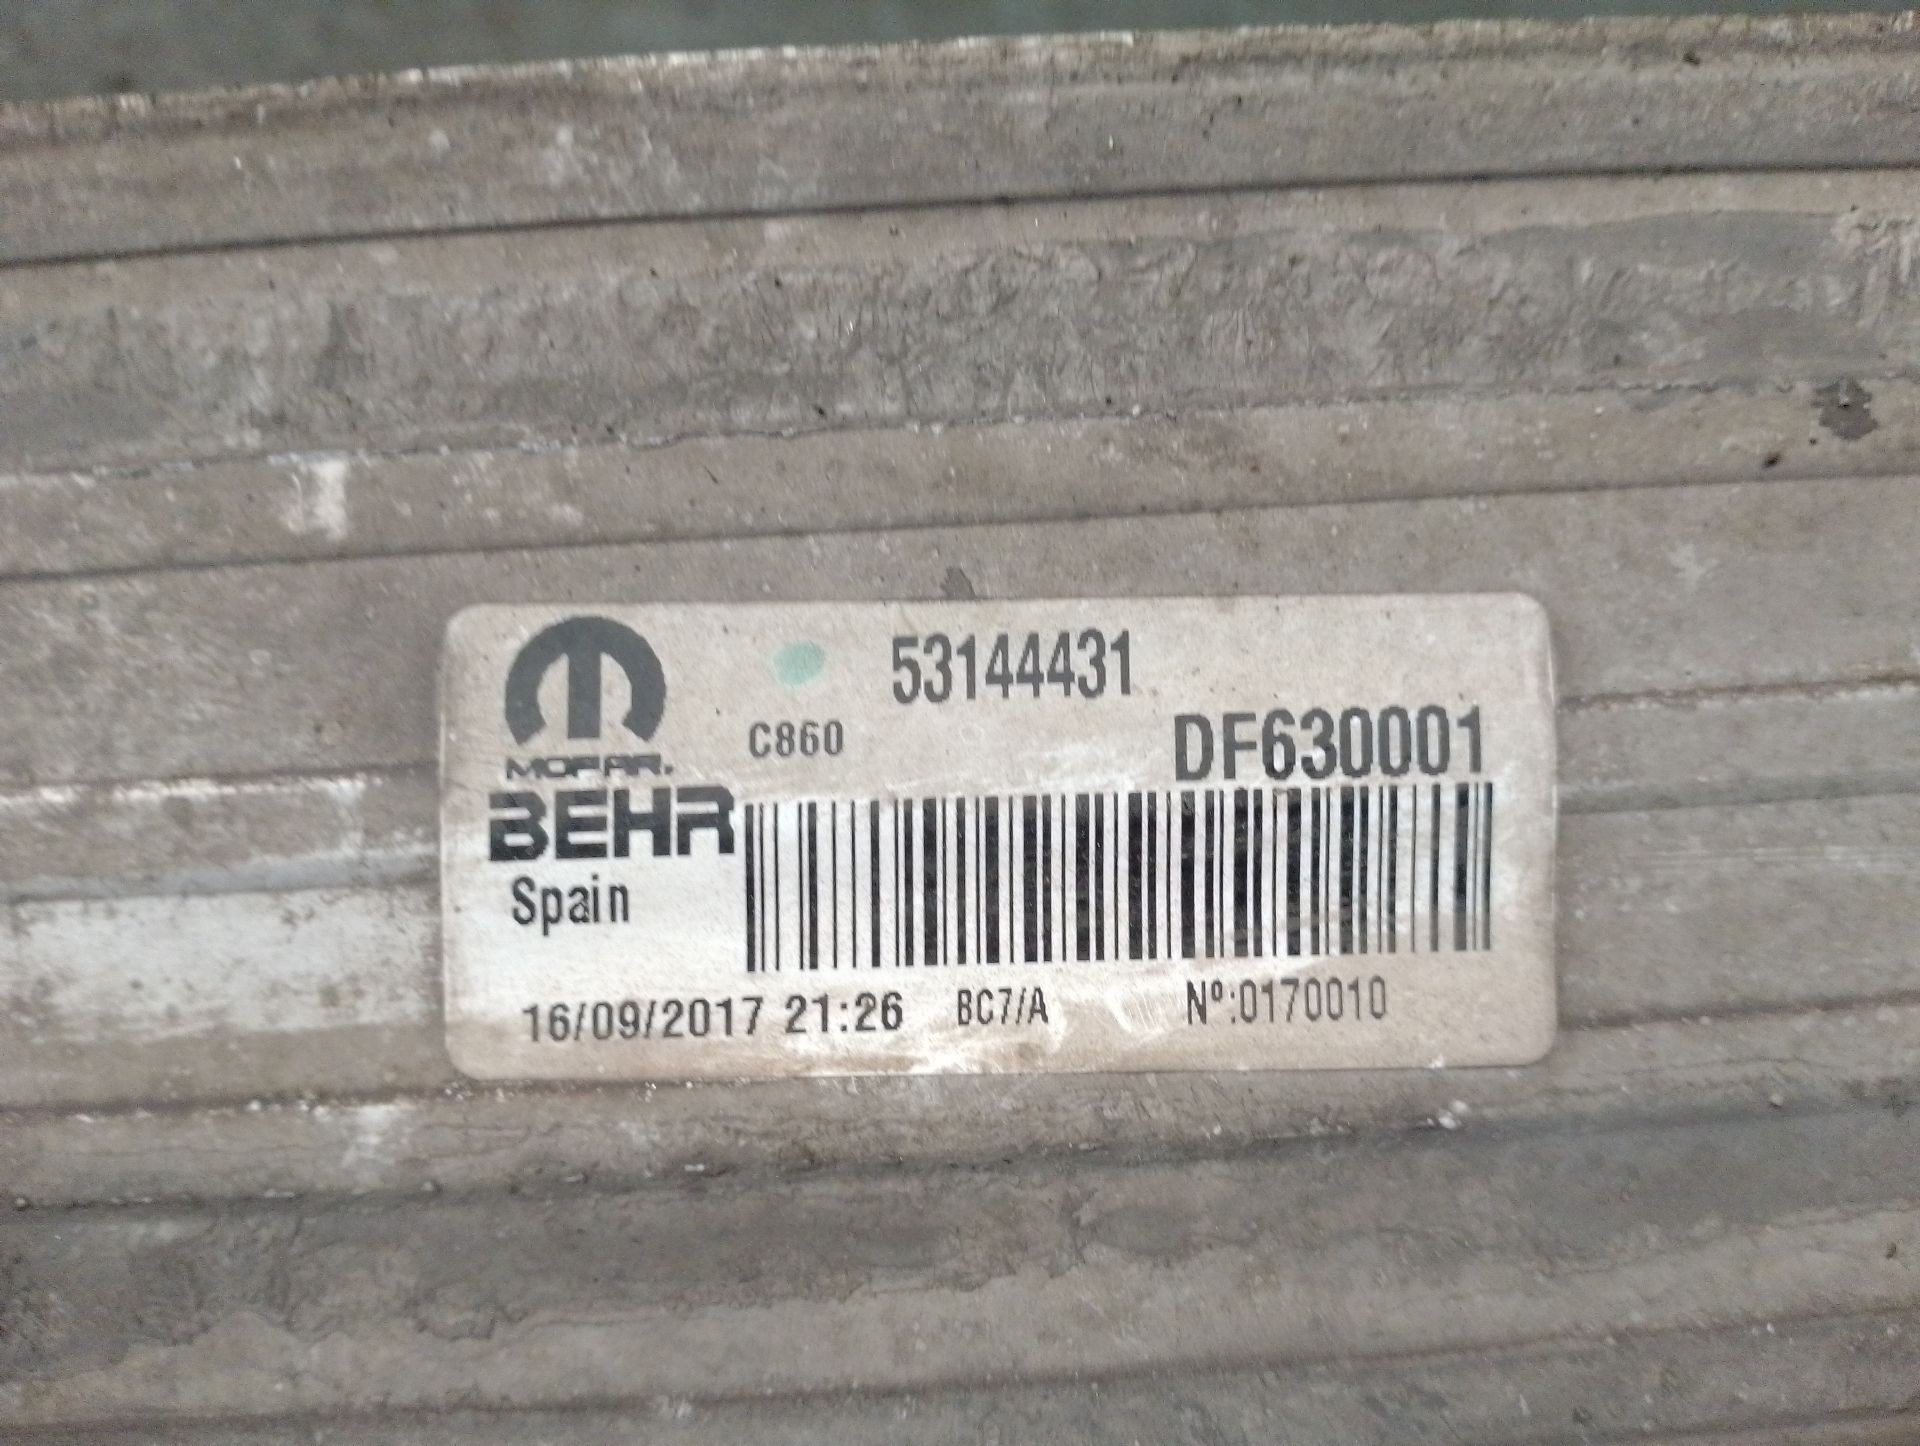 53144431
C860
DF630001
MOPAR.
BEHR
Spain
16/09/2017 21:26 BC7/A Nº:0170010